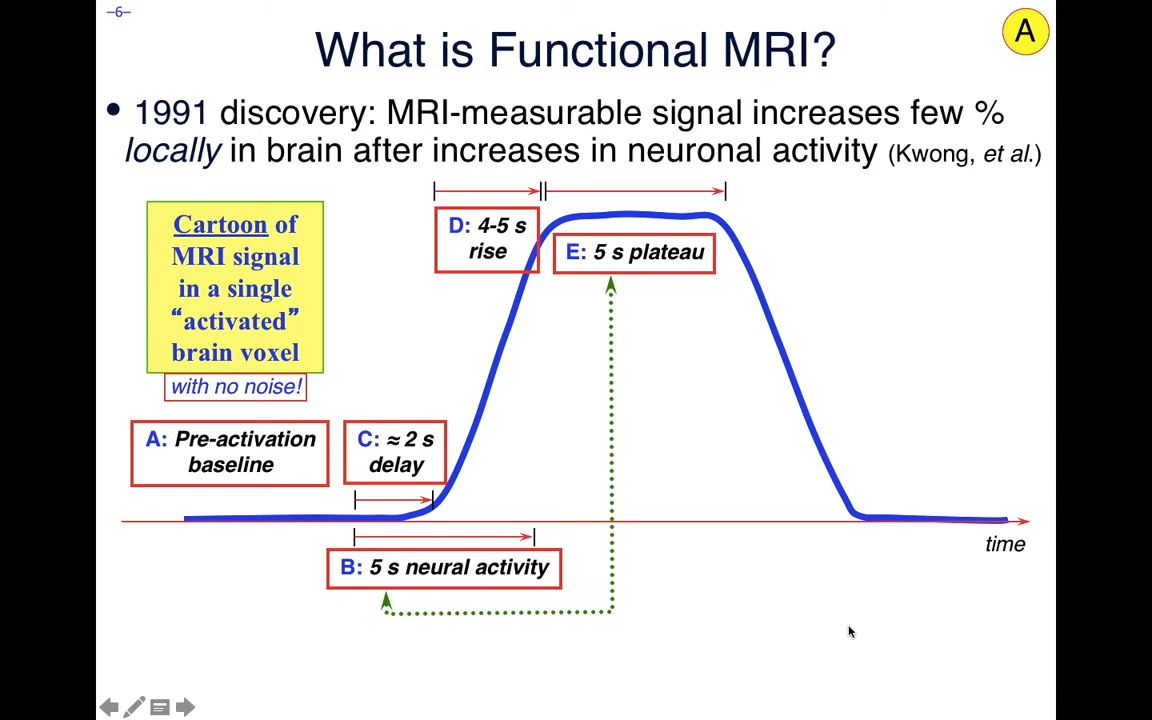 –6–
A
What is Functional MRI?
• 1991 discovery: MRI-measurable signal increases few %
locally in brain after increases in neuronal activity (Kwong, et al.)
Cartoon of
MRI signal
in a single
“activated”
brain voxel
with no noise!
D: 4-5 s
rise
E: 5 s plateau
A: Pre-activation
baseline
C: ≈ 2 s
delay
time
B: 5 s neural activity